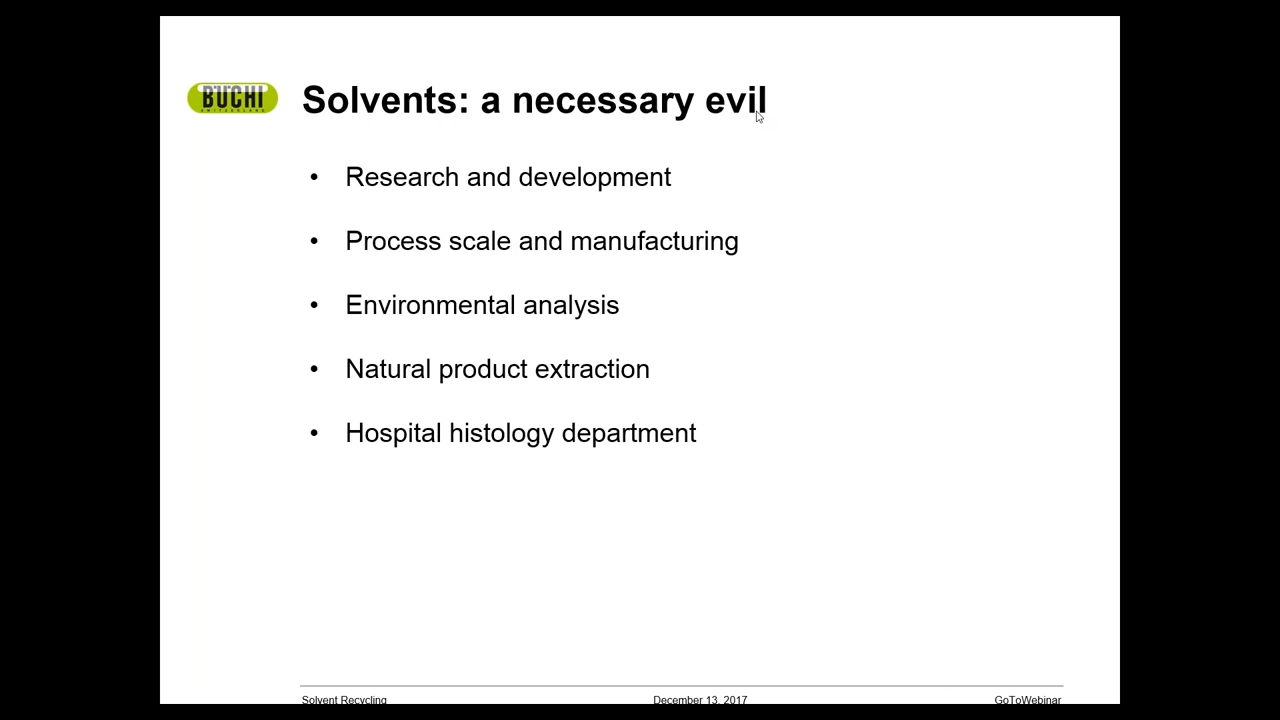 BUCHI
SWITZERLAND
Solvents: a necessary evil
• Research and development
• Process scale and manufacturing
• Environmental analysis
• Natural product extraction
• Hospital histology department
Solvent Recycling December 13, 2017 GoToWebinar